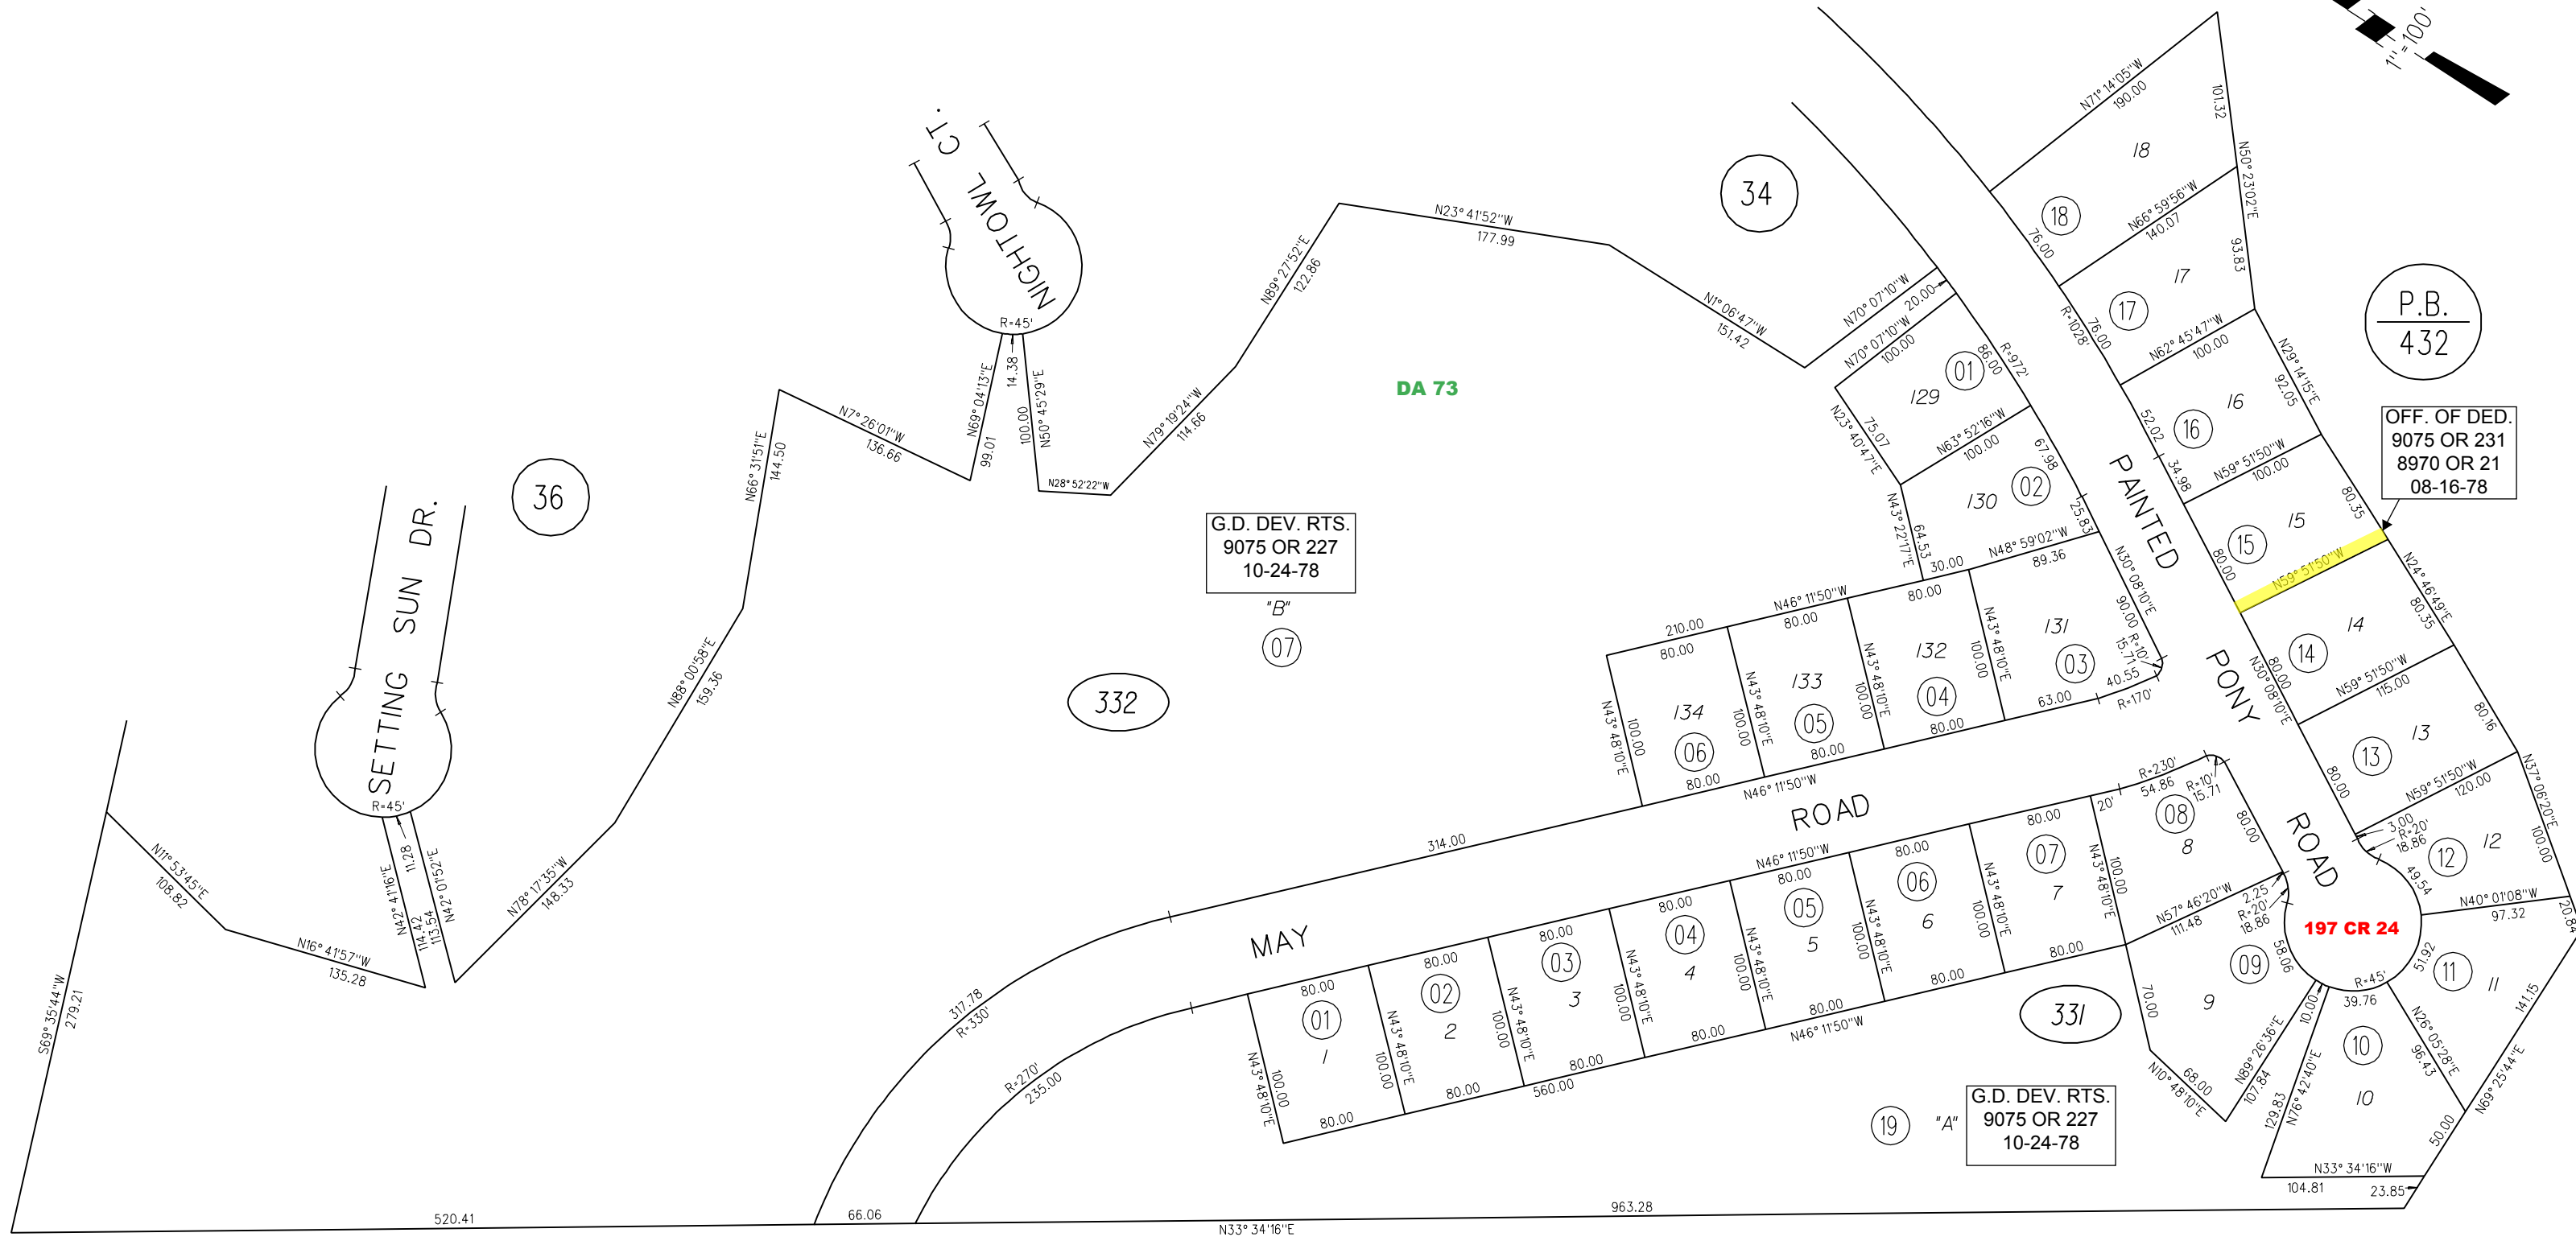 1"=100'
NIGHTOWL CT.
R=45'
14.38
N69° 04'13"E
99.01
100.00
N50° 45'29"E
N28° 52'22"W
N79° 19'24"W
114.66
N89° 27'52"E
122.86
N23° 41'52"W
177.99
N1° 06'47"W
151.42
N70° 07'10"W
20.00
N70° 07'10"W
100.00
34
36
DA 73
N7° 26'01"W
136.66
N66° 31'51"E
144.50
N88° 00'58"E
159.36
N78° 17'35"W
148.33
SETTING SUN DR.
R=45'
11.28
N42° 41'16"E
114.42
113.54
N42° 01'52"E
N16° 41'57"W
135.28
N11° 53'45"E
108.82
S69° 35'44"W
279.21
G.D. DEV. RTS.
9075 OR 227
10-24-78
"B"
07
332
N71° 14'05"W
190.00
101.32
18
18
76.00
N50° 23'02"E
N66° 59'56"W
140.07
93.83
17
17
76.00
R=1028'
N62° 45'47"W
100.00
N29° 14'15"E
92.05
16
16
52.02
34.98
N59° 51'50"W
100.00
80.35
15
15
80.00
N59° 51'50"W
N24° 46'49"E
80.35
14
14
80.00
N30° 08'10"E
N59° 51'50"W
115.00
80.16
13
13
80.00
N59° 51'50"W
120.00
N37° 06'20"E
100.00
3.00
R=20'
18.86
12
12
49.54
N40° 01'08"W
97.32
20.84
P.B.
432
OFF. OF DED.
9075 OR 231
8970 OR 21
08-16-78
R=972'
86.00
01
129
75.07
N23° 40'47"E
N63° 52'16"W
100.00
67.98
02
130
25.83
N43° 22'17"E
64.53
30.00
N48° 59'02"W
89.36
N30° 08'10"E
90.00
R=10'
15.71
131
03
40.55
R=170'
63.00
N43° 48'10"E
100.00
80.00
132
04
80.00
N46° 11'50"W
80.00
N43° 48'10"E
100.00
133
05
80.00
210.00
80.00
N43° 48'10"E
100.00
134
06
80.00
N43° 48'10"E
100.00
N46° 11'50"W
PAINTED PONY ROAD
MAY ROAD
314.00
317.78
R=330'
R=270'
235.00
N46° 11'50"W
80.00
01
1
N43° 48'10"E
100.00
80.00
80.00
02
2
N43° 48'10"E
100.00
80.00
80.00
03
3
N43° 48'10"E
100.00
80.00
560.00
80.00
04
4
N43° 48'10"E
100.00
80.00
80.00
05
5
N43° 48'10"E
100.00
80.00
80.00
06
6
N43° 48'10"E
100.00
80.00
80.00
07
7
N43° 48'10"E
100.00
80.00
20'
R=230'
54.86
R=10'
15.71
08
8
80.00
N43° 48'10"E
100.00
N57° 46'20"W
111.48
2.25
R=20'
18.86
09
9
58.06
70.00
68.00
N10° 48'10"E
N89° 26'36"E
107.84
10.00
197 CR 24
R=45'
39.76
51.92
11
11
141.15
N26° 05'28"E
96.43
10
10
N76° 42'40"E
129.83
N69° 25'44"E
50.00
N33° 34'16"W
104.81
23.85
N46° 11'50"W
331
19
"A"
G.D. DEV. RTS.
9075 OR 227
10-24-78
520.41
66.06
963.28
N33° 34'16"E